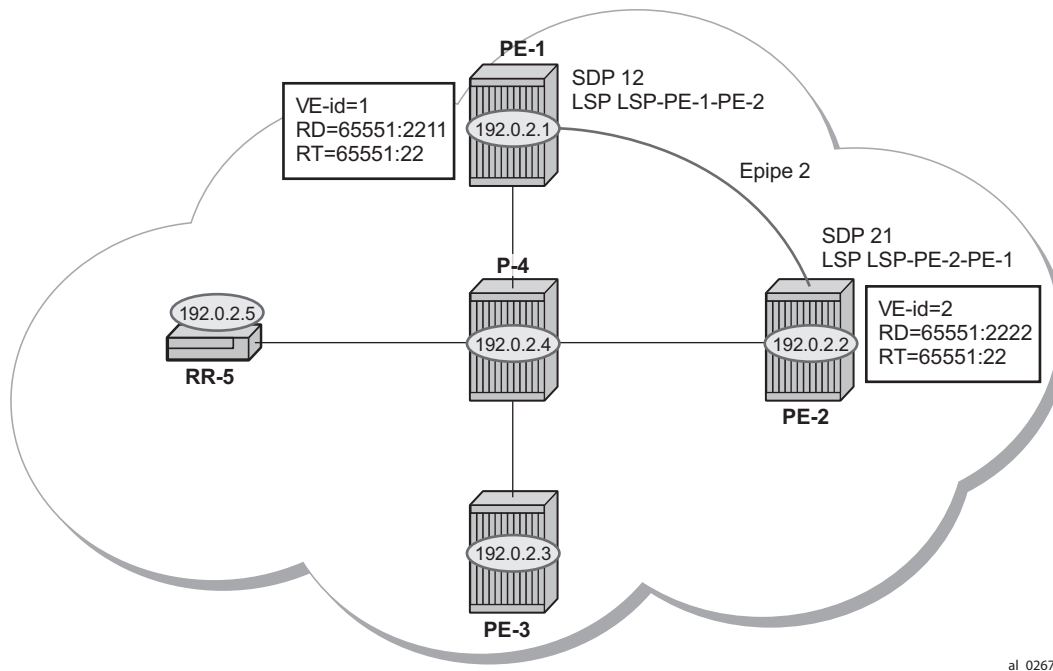 PE-1
SDP 12
LSP LSP-PE-1-PE-2
VE-id=1
RD=65551:2211
RT=65551:22
192.0.2.1
Epipe 2
SDP 21
LSP LSP-PE-2-PE-1
P-4
192.0.2.5
192.0.2.4
192.0.2.2
VE-id=2
RD=65551:2222
RT=65551:22
RR-5
PE-2
192.0.2.3
PE-3
al_0267